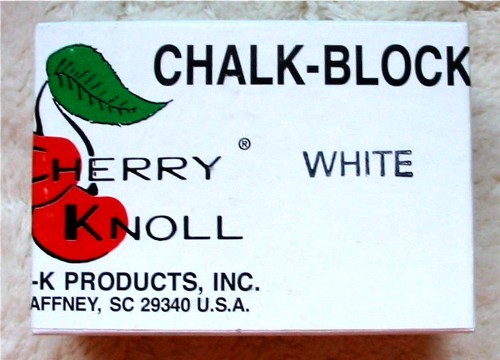 CHALK-BLOCK
CHERRY ®
WHITE
KNOLL
-K PRODUCTS, INC.
AFFNEY, SC 29340 U.S.A.